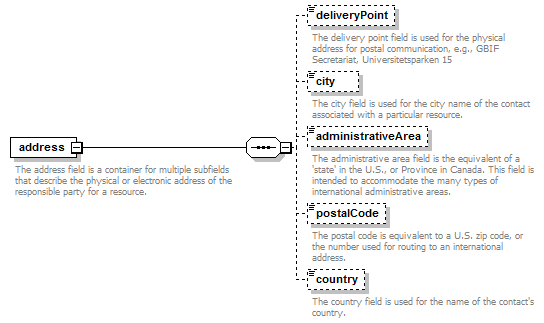 deliveryPoint
The delivery point field is used for the physical
address for postal communication, e.g., GBIF
Secretariat, Universitetsparken 15
city
The city field is used for the city name of the contact
associated with a particular resource.
address
The address field is a container for multiple subfields
that describe the physical or electronic address of the
responsible party for a resource.
administrativeArea
The administrative area field is the equivalent of a
'state' in the U.S., or Province in Canada. This field is
intended to accommodate the many types of
international administrative areas.
postalCode
The postal code is equivalent to a U.S. zip code, or
the number used for routing to an international
address.
country
The country field is used for the name of the contact's
country.